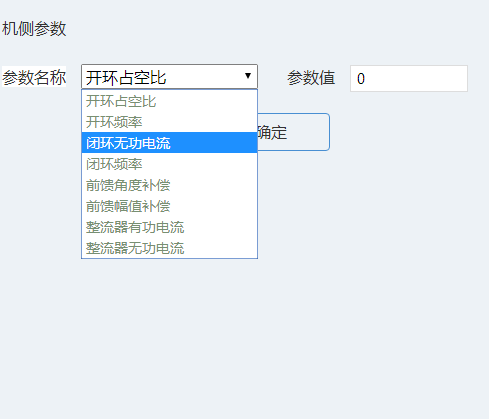 机侧参数
参数名称 开环占空比 参数值 0
开环占空比
开环频率
确定
闭环无功电流
闭环频率
前馈角度补偿
前馈幅值补偿
整流器有功电流
整流器无功电流